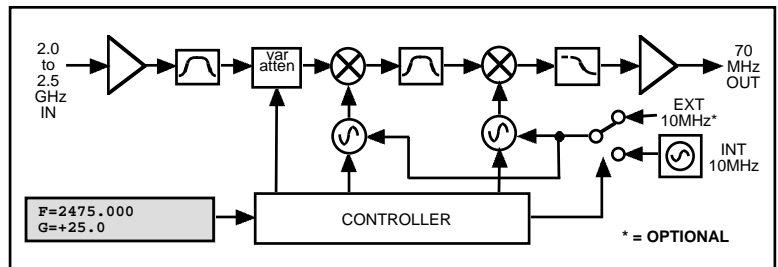 2.0
to
2.5
GHz
IN
var
atten
70
MHz
OUT
EXT
10MHz*
INT
10MHz
F=2475.000
G=+25.0
CONTROLLER
* = OPTIONAL